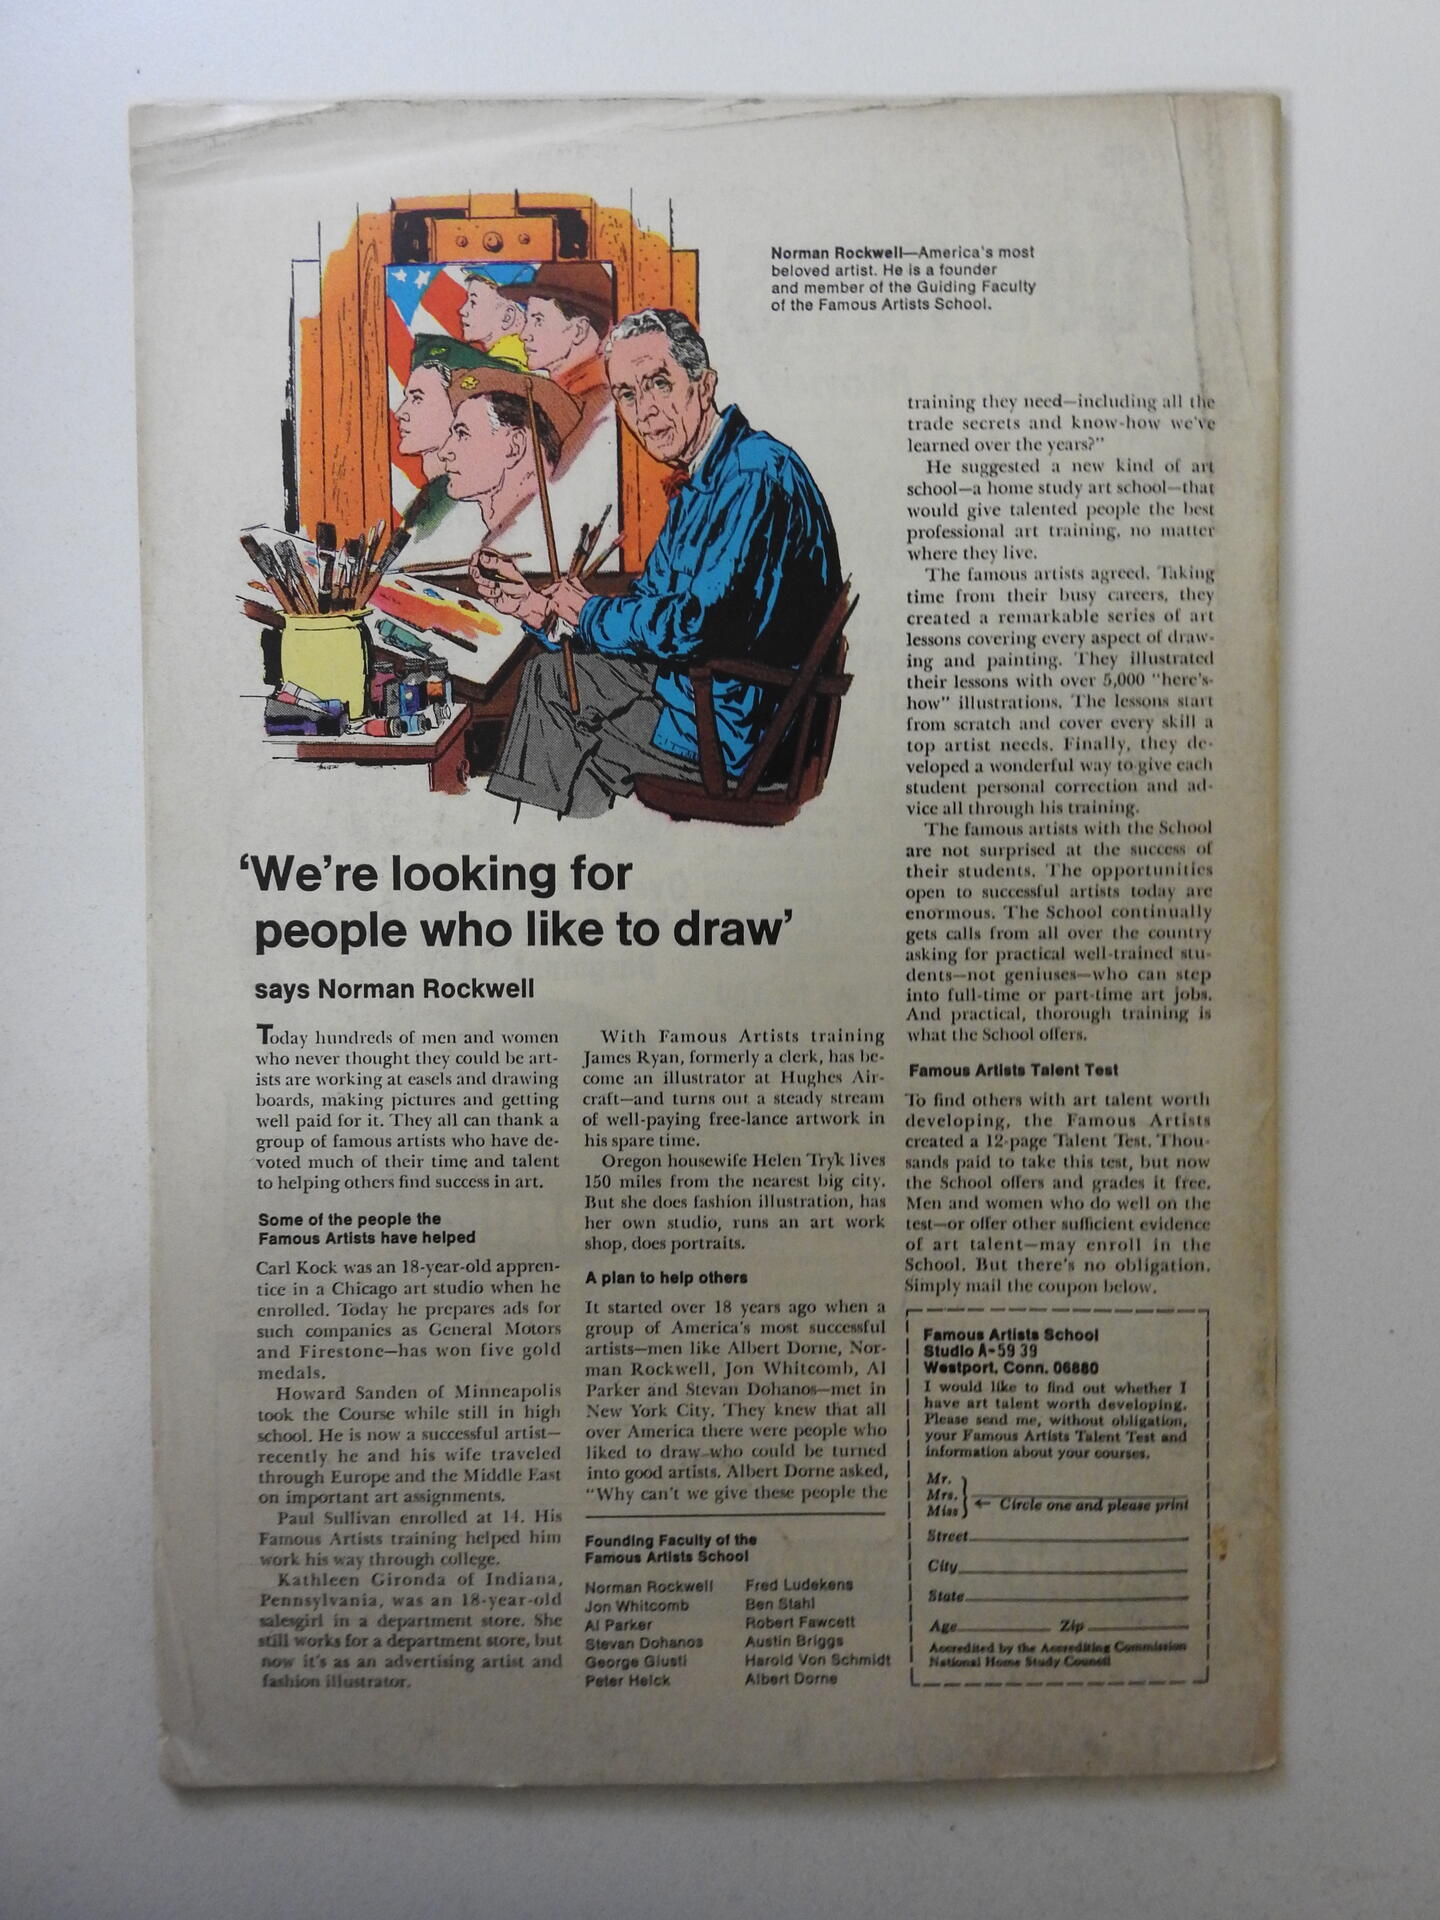 Norman Rockwell—America's most
beloved artist. He is a founder
and member of the Guiding Faculty
of the Famous Artists School.
'We're looking for
people who like to draw'
says Norman Rockwell
Today hundreds of men and women
who never thought they could be art-
ists are working at easels and drawing
boards, making pictures and getting
well paid for it. They all can thank a
group of famous artists who have de-
voted much of their time and talent
to helping others find success in art.
Some of the people the
Famous Artists have helped
Carl Kock was an 18-year-old appren-
tice in a Chicago art studio when he
enrolled. Today he prepares ads for
such companies as General Motors
and Firestone—has won five gold
medals.
Howard Sanden of Minneapolis
took the Course while still in high
school. He is now a successful artist—
recently he and his wife traveled
through Europe and the Middle East
on important art assignments.
Paul Sullivan enrolled at 14. His
Famous Artists training helped him
work his way through college.
Kathleen Gironda of Indiana,
Pennsylvania, was an 18-year-old
salesgirl in a department store. She
still works for a department store, but
now it's as an advertising artist and
fashion illustrator.
With Famous Artists training
James Ryan, formerly a clerk, has be-
come an illustrator at Hughes Air-
craft—and turns out a steady stream
of well-paying free-lance artwork in
his spare time.
Oregon housewife Helen Tryk lives
150 miles from the nearest big city.
But she does fashion illustration, has
her own studio, runs an art work
shop, does portraits.
A plan to help others
It started over 18 years ago when a
group of America's most successful
artists—men like Albert Dorne, Nor-
man Rockwell, Jon Whitcomb, Al
Parker and Stevan Dohanos—met in
New York City. They knew that all
over America there were people who
liked to draw—who could be turned
into good artists. Albert Dorne asked,
"Why can't we give these people the
Founding Faculty of the
Famous Artists School
Norman Rockwell
Jon Whitcomb
Al Parker
Stevan Dohanos
George Giusti
Peter Helck
Fred Ludekens
Ben Stahl
Robert Fawcett
Austin Briggs
Harold Von Schmidt
Albert Dorne
training they need—including all the
trade secrets and know-how we've
learned over the years?"
He suggested a new kind of art
school—a home study art school—that
would give talented people the best
professional art training, no matter
where they live.
The famous artists agreed. Taking
time from their busy careers, they
created a remarkable series of art
lessons covering every aspect of draw-
ing and painting. They illustrated
their lessons with over 5,000 "here's-
how" illustrations. The lessons start
from scratch and cover every skill a
top artist needs. Finally, they de-
veloped a wonderful way to give each
student personal correction and ad-
vice all through his training.
The famous artists with the School
are not surprised at the success of
their students. The opportunities
open to successful artists today are
enormous. The School continually
gets calls from all over the country
asking for practical well-trained stu-
dents—not geniuses—who can step
into full-time or part-time art jobs.
And practical, thorough training is
what the School offers.
Famous Artists Talent Test
To find others with art talent worth
developing, the Famous Artists
created a 12-page Talent Test. Thou-
sands paid to take this test, but now
the School offers and grades it free.
Men and women who do well on the
test—or offer other sufficient evidence
of art talent—may enroll in the
School. But there's no obligation.
Simply mail the coupon below.
Famous Artists School
Studio A-5939
Westport, Conn. 06880
I would like to find out whether I
have art talent worth developing.
Please send me, without obligation,
your Famous Artists Talent Test and
information about your courses.
Mr.
Mrs.
Miss
← Circle one and please print
Street
City
State
Age Zip
Accredited by the Accrediting Commission
National Home Study Council